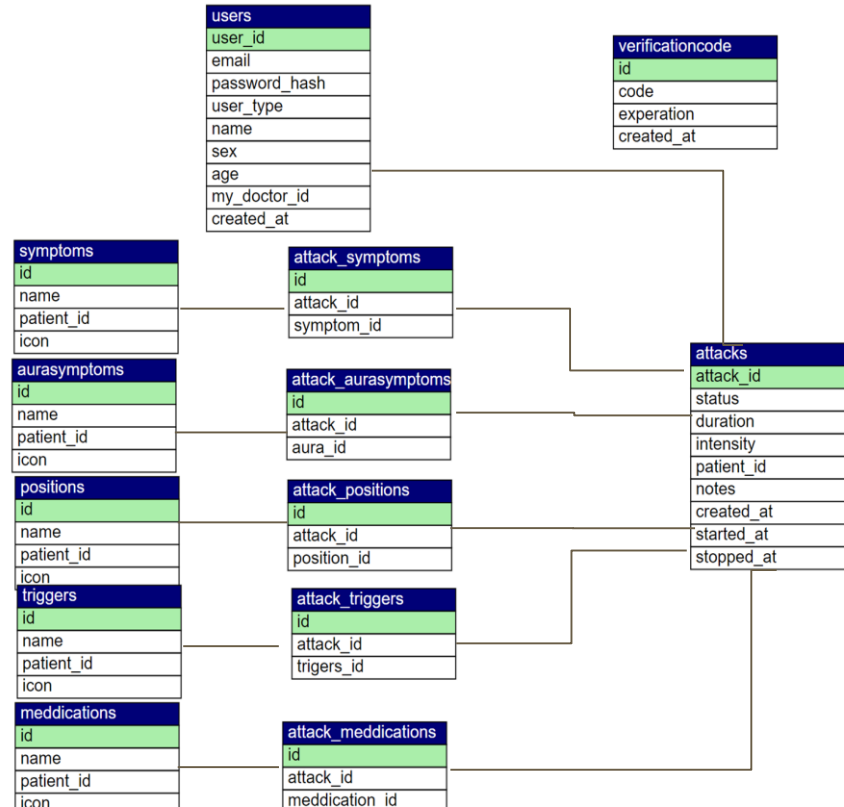 users
user_id
email
password_hash
user_type
name
sex
age
my_doctor_id
created_at
verificationcode
id
code
experation
created_at
symptoms
id
name
patient_id
icon
attack_symptoms
id
attack_id
symptom_id
aurasymptoms
id
name
patient_id
icon
attack_aurasymptoms
id
attack_id
aura_id
positions
id
name
patient_id
icon
attack_positions
id
attack_id
position_id
triggers
id
name
patient_id
icon
attack_triggers
id
attack_id
trigers_id
meddications
id
name
patient_id
icon
attack_meddications
id
attack_id
meddication_id
attacks
attack_id
status
duration
intensity
patient_id
notes
created_at
started_at
stopped_at